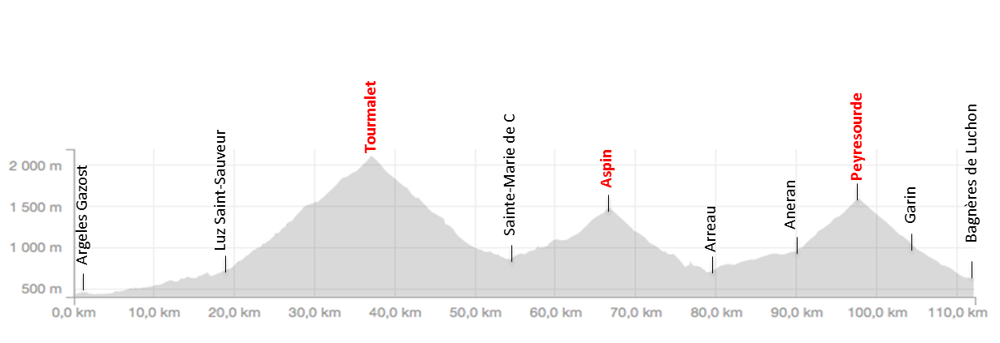 Argeles Gazost
Luz Saint-Sauveur
Tourmalet
Sainte-Marie de C
Aspin
Arreau
Aneran
Peyresourde
Garin
Bagnères de Luchon
2 000 m
1 500 m
1 000 m
500 m
0,0 km
10,0 km
20,0 km
30,0 km
40,0 km
50,0 km
60,0 km
70,0 km
80,0 km
90,0 km
100,0 km
110,0 km